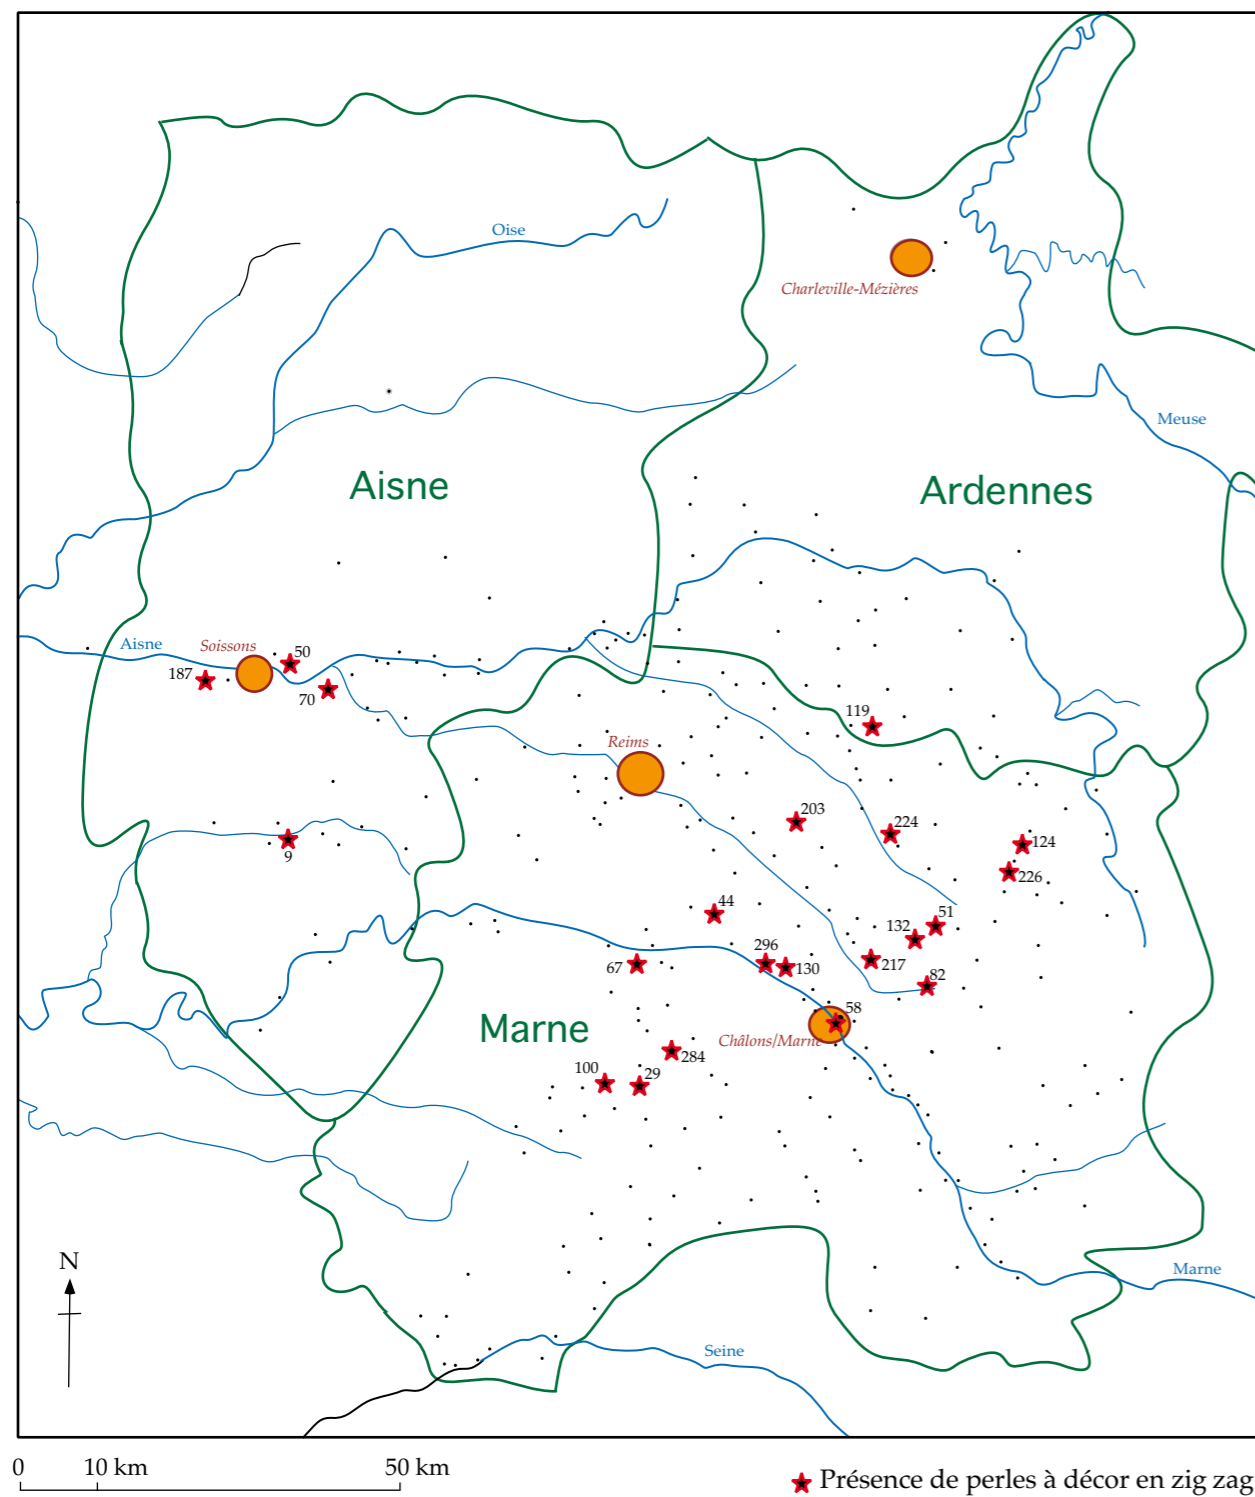 Oise
Charleville-Mézières
Meuse
Aisne
Ardennes
Aisne
Soissons
50
187
70
119
Reims
203
224
124
9
226
44
51
132
296
67
130
217
82
58
Marne
Châlons/Marne
284
100
29
N
Marne
Seine
0
10 km
50 km
Présence de perles à décor en zig zag